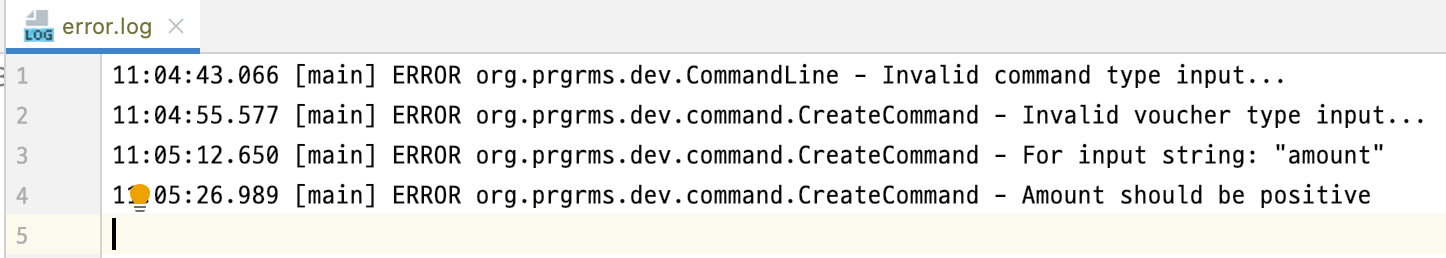 LOG error.log
1 11:04:43.066 [main] ERROR org.prgrms.dev.CommandLine - Invalid command type input...
2 11:04:55.577 [main] ERROR org.prgrms.dev.command.CreateCommand - Invalid voucher type input...
3 11:05:12.650 [main] ERROR org.prgrms.dev.command.CreateCommand - For input string: "amount"
4 11:05:26.989 [main] ERROR org.prgrms.dev.command.CreateCommand - Amount should be positive
5